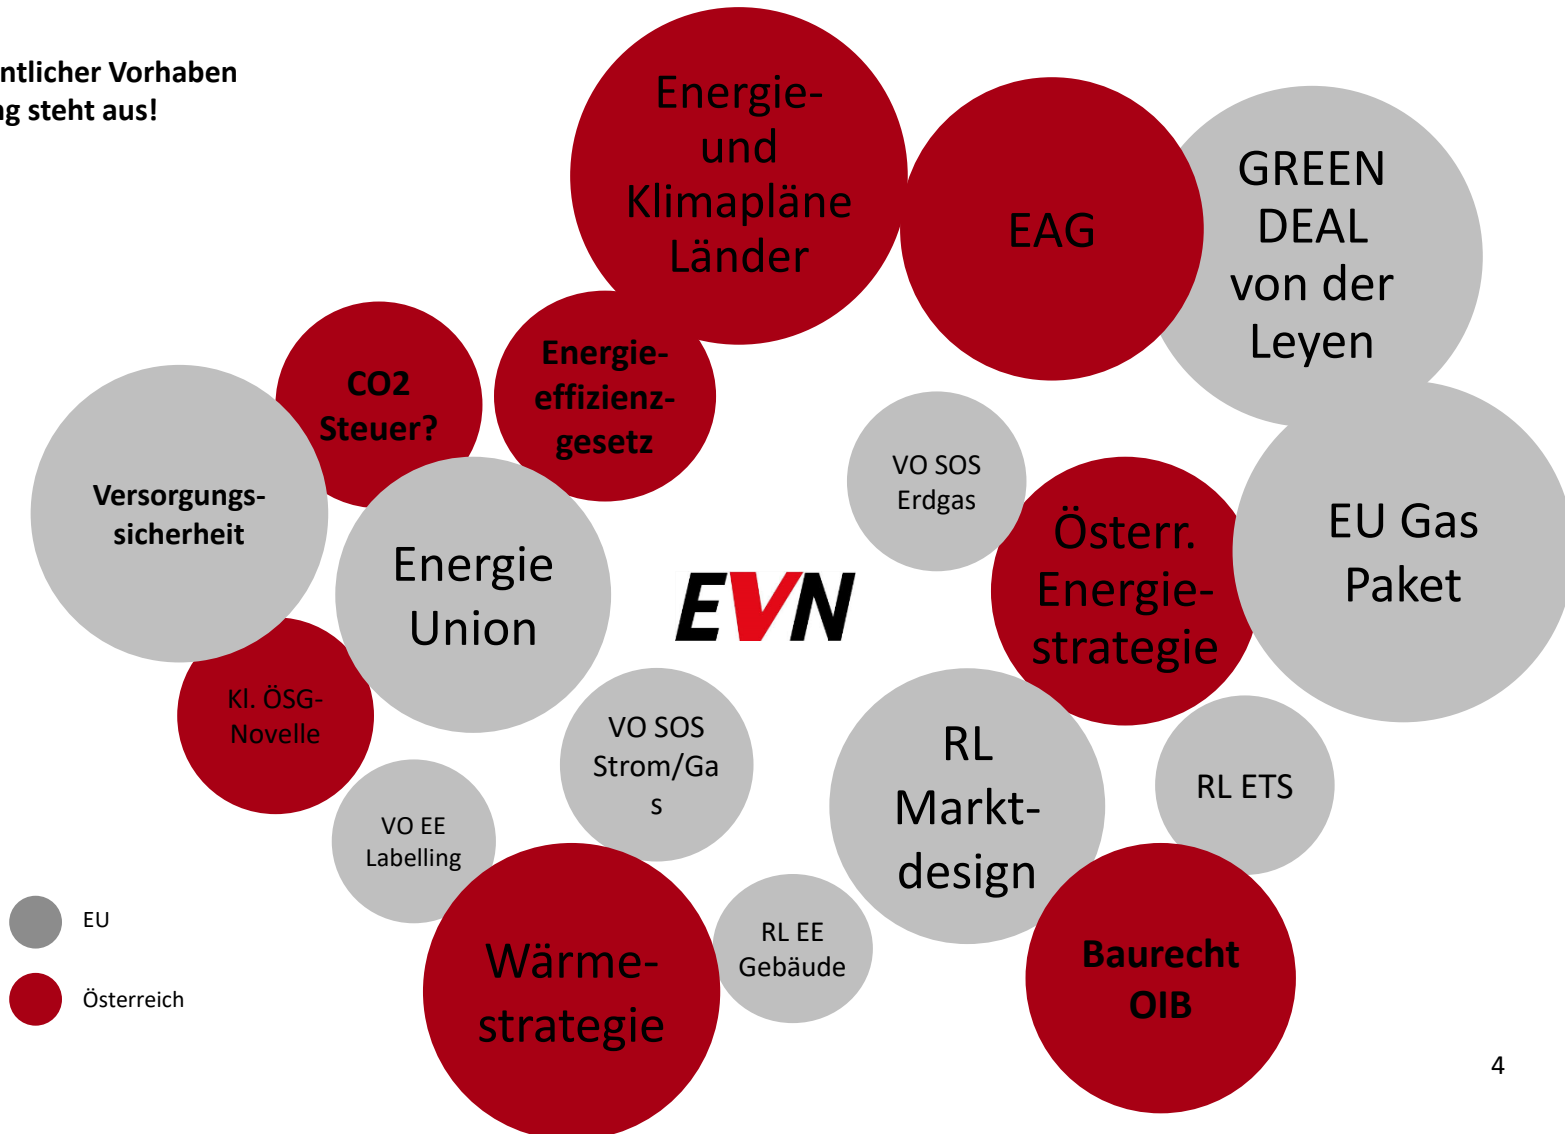 ntlicher Vorhaben
ng steht aus!
Energie-
und
Klimapläne
Länder
EAG
GREEN
DEAL
von der
Leyen
CO2
Steuer?
Energie-
effizienz-
gesetz
Versorgungs-
sicherheit
Energie
Union
VO SOS
Erdgas
Österr.
Energie-
strategie
EU Gas
Paket
EVN
Kl. ÖSG-
Novelle
VO SOS
Strom/Ga
s
RL
Markt-
design
RL ETS
VO EE
Labelling
Wärme-
strategie
RL EE
Gebäude
Baurecht
OIB
EU
Österreich
4